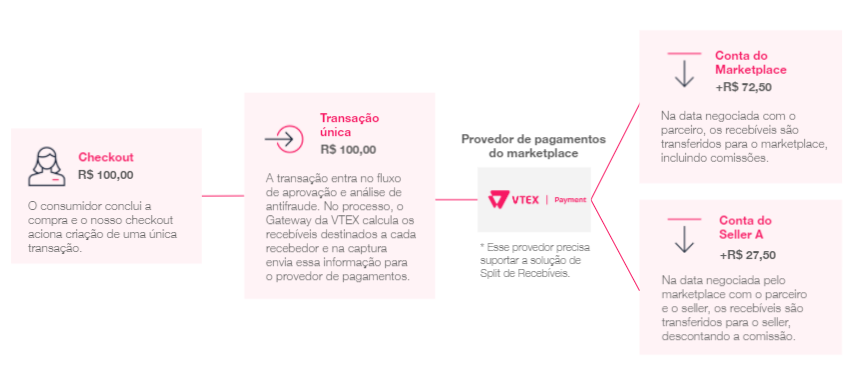 Checkout
R$ 100,00
O consumidor conclui a
compra e o nosso checkout
aciona criação de uma única
transação.
Transação
única
R$ 100,00
A transação entra no fluxo
de aprovação e análise de
antifraude. No processo, o
Gateway da VTEX calcula os
recebíveis destinados a cada
recebedor e na captura
envia essa informação para
o provedor de pagamentos.
Provedor de pagamentos
do marketplace
VTEX | Payment
* Esse provedor precisa
suportar a solução de
Split de Recebíveis.
Conta do
Marketplace
+R$ 72,50
Na data negociada com o
parceiro, os recebíveis são
transferidos para o marketplace,
incluindo comissões.
Conta do
Seller A
+R$ 27,50
Na data negociada pelo
marketplace com o parceiro
e o seller, os recebíveis são
transferidos para o seller,
descontando a comissão.